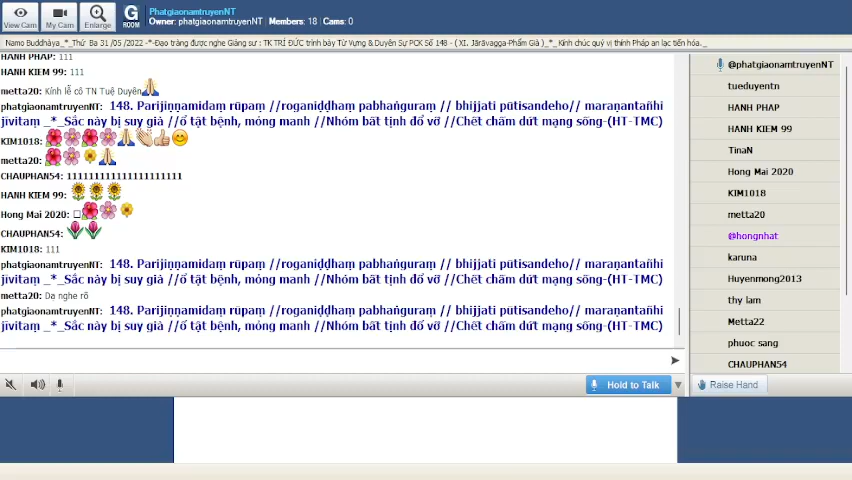 View Cam
My Cam
Enlarge
G
ROOM
PhatgiaonamtruyenNT
Owner: phatgiaonamtruyenNT | Members: 18 | Cams: 0
Namo Buddhàya_*_Thứ Ba 31 /05 /2022 -*-Đạo tràng được nghe Giảng sư : TK TRÍ ĐỨC trình bày Từ Vựng & Duyên Sự PCK Số 148 - ( XI. Jàràvagga-Phẩm Già )_*_ Kính chúc quý vị thính Pháp an lạc tiến hóa._
HANH PHAP: 111
HANH KIEM 99: 111
metta20: Kính lễ cô TN Tuệ Duyên
phatgiaonamtruyenNT: 148. Parijiṇṇamidaṃ rūpaṃ //roganiḍḍhaṃ pabhaṅguraṃ // bhijjati pūtisandeho// maraṇantañhi
jīvitaṃ _*_Sắc này bị suy già //ổ tật bệnh, mỏng manh //Nhóm bất tịnh đổ vỡ //Chết chấm dứt mạng sống-(HT-TMC)
KIM1018:
metta20:
CHAUPHAN54: 11111111111111111111111
HANH KIEM 99:
Hong Mai 2020:
CHAUPHAN54:
KIM1018: 111
phatgiaonamtruyenNT: 148. Parijiṇṇamidaṃ rūpaṃ //roganiḍḍhaṃ pabhaṅguraṃ // bhijjati pūtisandeho// maraṇantañhi
jīvitaṃ _*_Sắc này bị suy già //ổ tật bệnh, mỏng manh //Nhóm bất tịnh đổ vỡ //Chết chấm dứt mạng sống-(HT-TMC)
metta20: Dạ nghe rõ
phatgiaonamtruyenNT: 148. Parijiṇṇamidaṃ rūpaṃ //roganiḍḍhaṃ pabhaṅguraṃ // bhijjati pūtisandeho// maraṇantañhi
jīvitaṃ _*_Sắc này bị suy già //ổ tật bệnh, mỏng manh //Nhóm bất tịnh đổ vỡ //Chết chấm dứt mạng sống-(HT-TMC)
Hold to Talk
@phatgiaonamtruyenNT
tueduyentn
HANH PHAP
HANH KIEM 99
TinaN
Hong Mai 2020
KIM1018
metta20
@hongnhat
karuna
Huyenmong2013
thy lam
Metta22
phuoc sang
CHAUPHAN54
Raise Hand